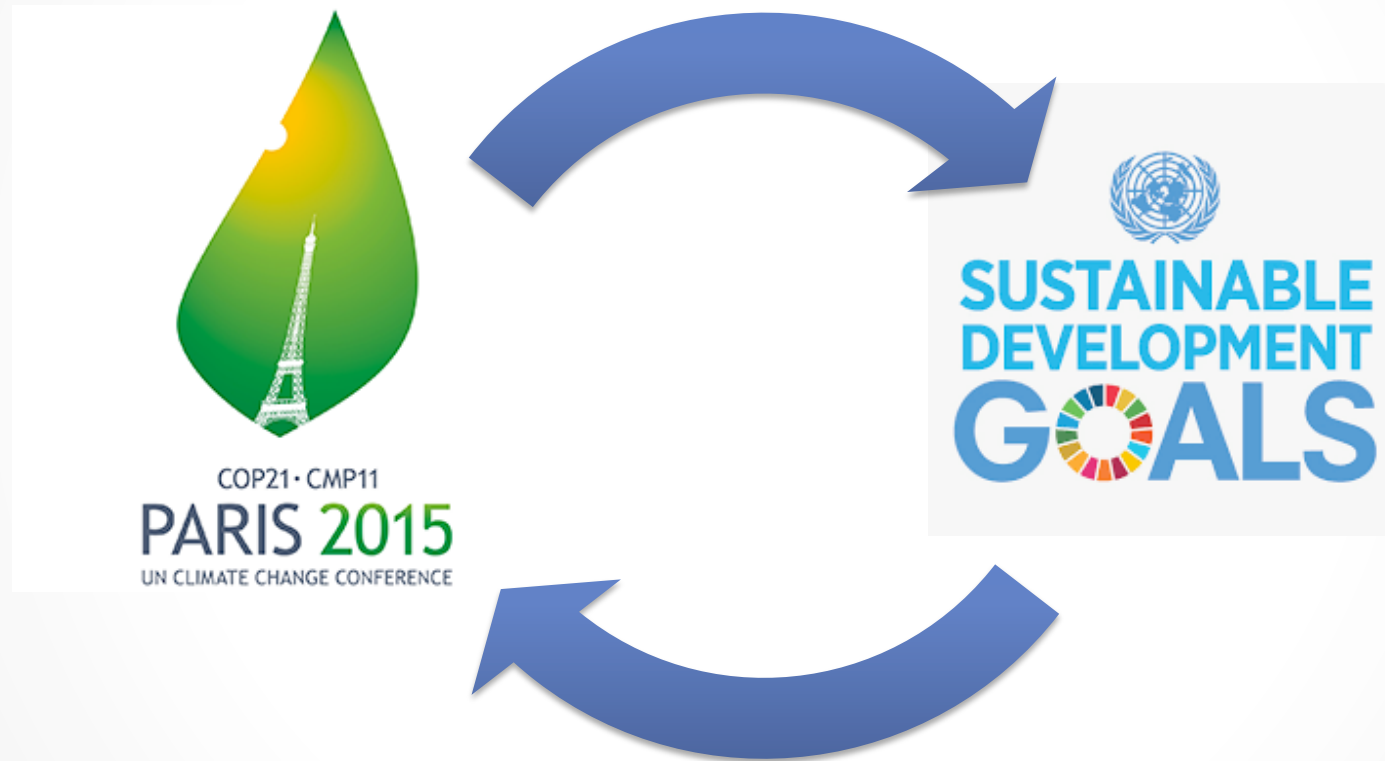 COP21 · CMP11
PARIS 2015
UN CLIMATE CHANGE CONFERENCE
SUSTAINABLE
DEVELOPMENT
GOALS